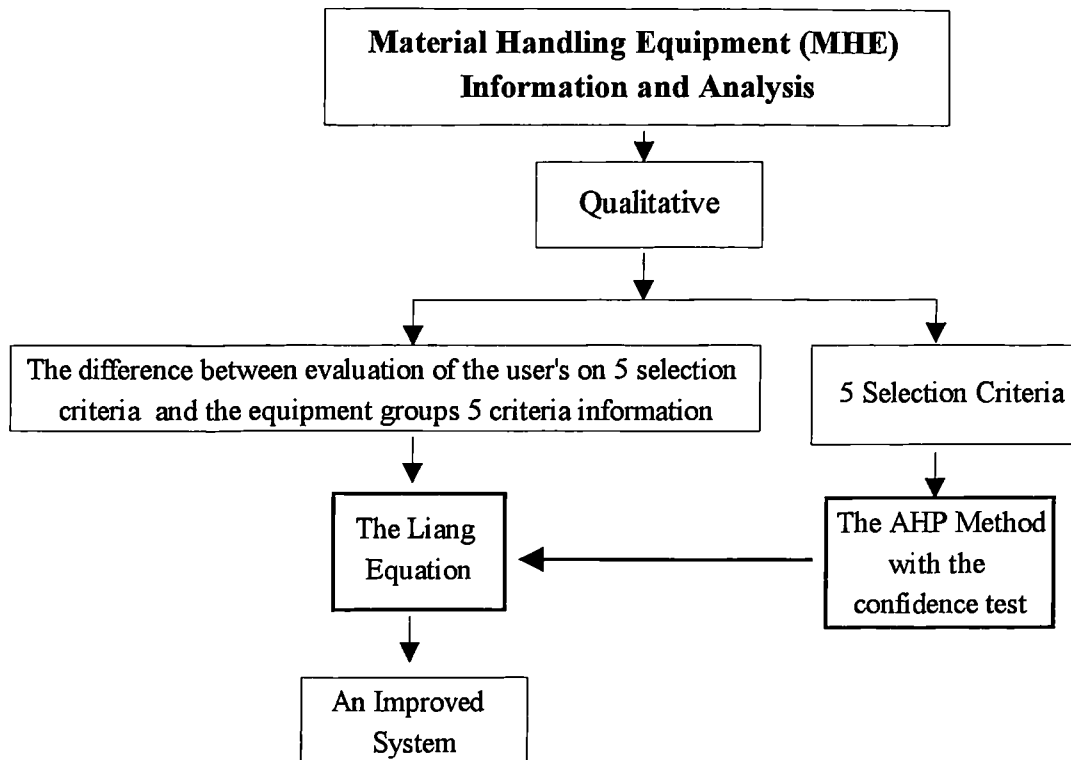 Material Handling Equipment (MHE)
Information and Analysis
Qualitative
The difference between evaluation of the user's on 5 selection
criteria and the equipment groups 5 criteria information
5 Selection Criteria
The Liang
Equation
The AHP Method
with the
confidence test
An Improved
System